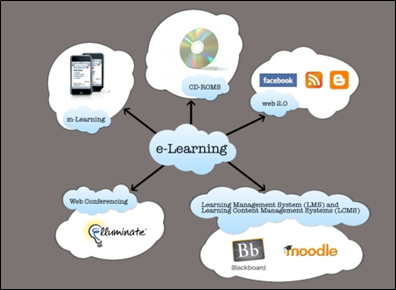 CD-ROMS
facebook
m-Learning
web 2.0
e-Learning
Web Conferencing
elluminate
Learning Management System (LMS) and
Learning Content Management Systems (LCMS)
Bb
Blackboard
moodle